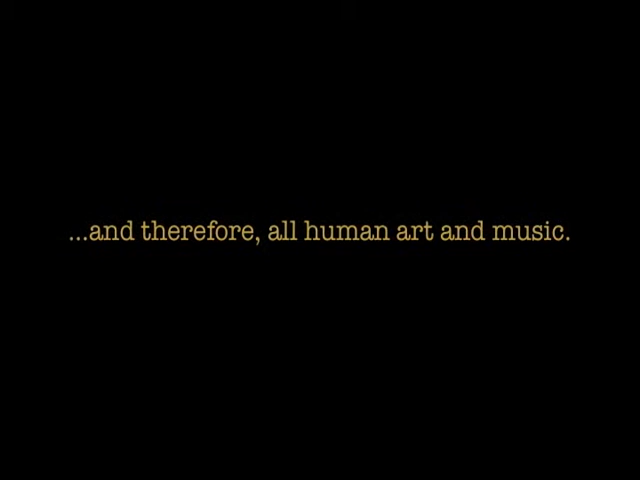 ...and therefore, all human art and music.